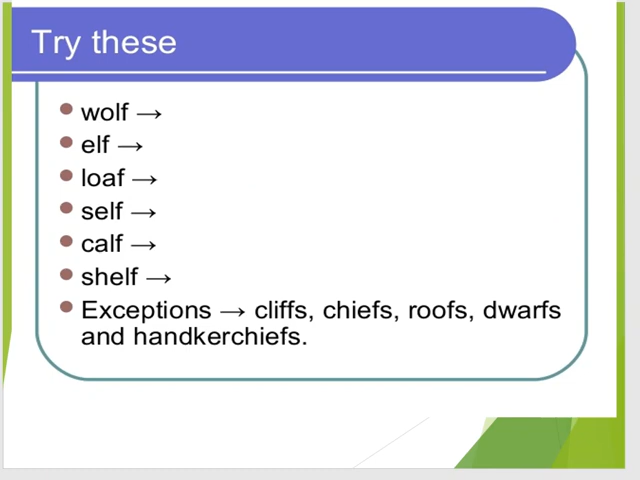 Try these
wolf →
elf →
loaf →
self →
calf →
shelf →
Exceptions → cliffs, chiefs, roofs, dwarfs
and handkerchiefs.